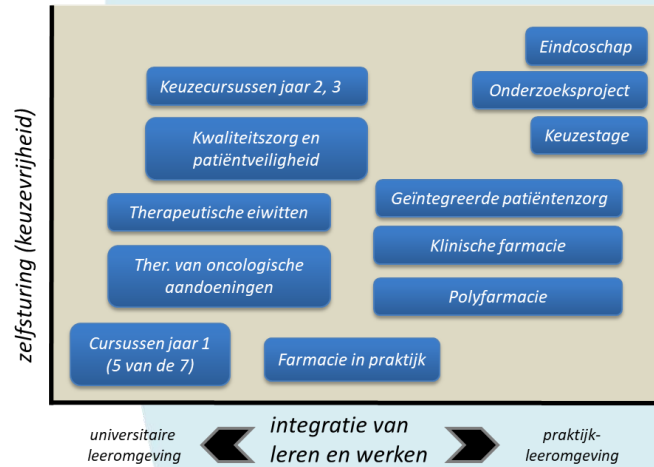 Eindcoschap
Keuzecursussen jaar 2, 3
Onderzoeksproject
Kwaliteitszorg en
patiëntveiligheid
Keuzestage
Therapeutische eiwitten
Geïntegreerde patiëntenzorg
Klinische farmacie
Ther. van oncologische
aandoeningen
Polyfarmacie
Cursussen jaar 1
(5 van de 7)
Farmacie in praktijk
zelfsturing (keuzevrijheid)
universitaire
leeromgeving
integratie van
leren en werken
praktijk-
leeromgeving